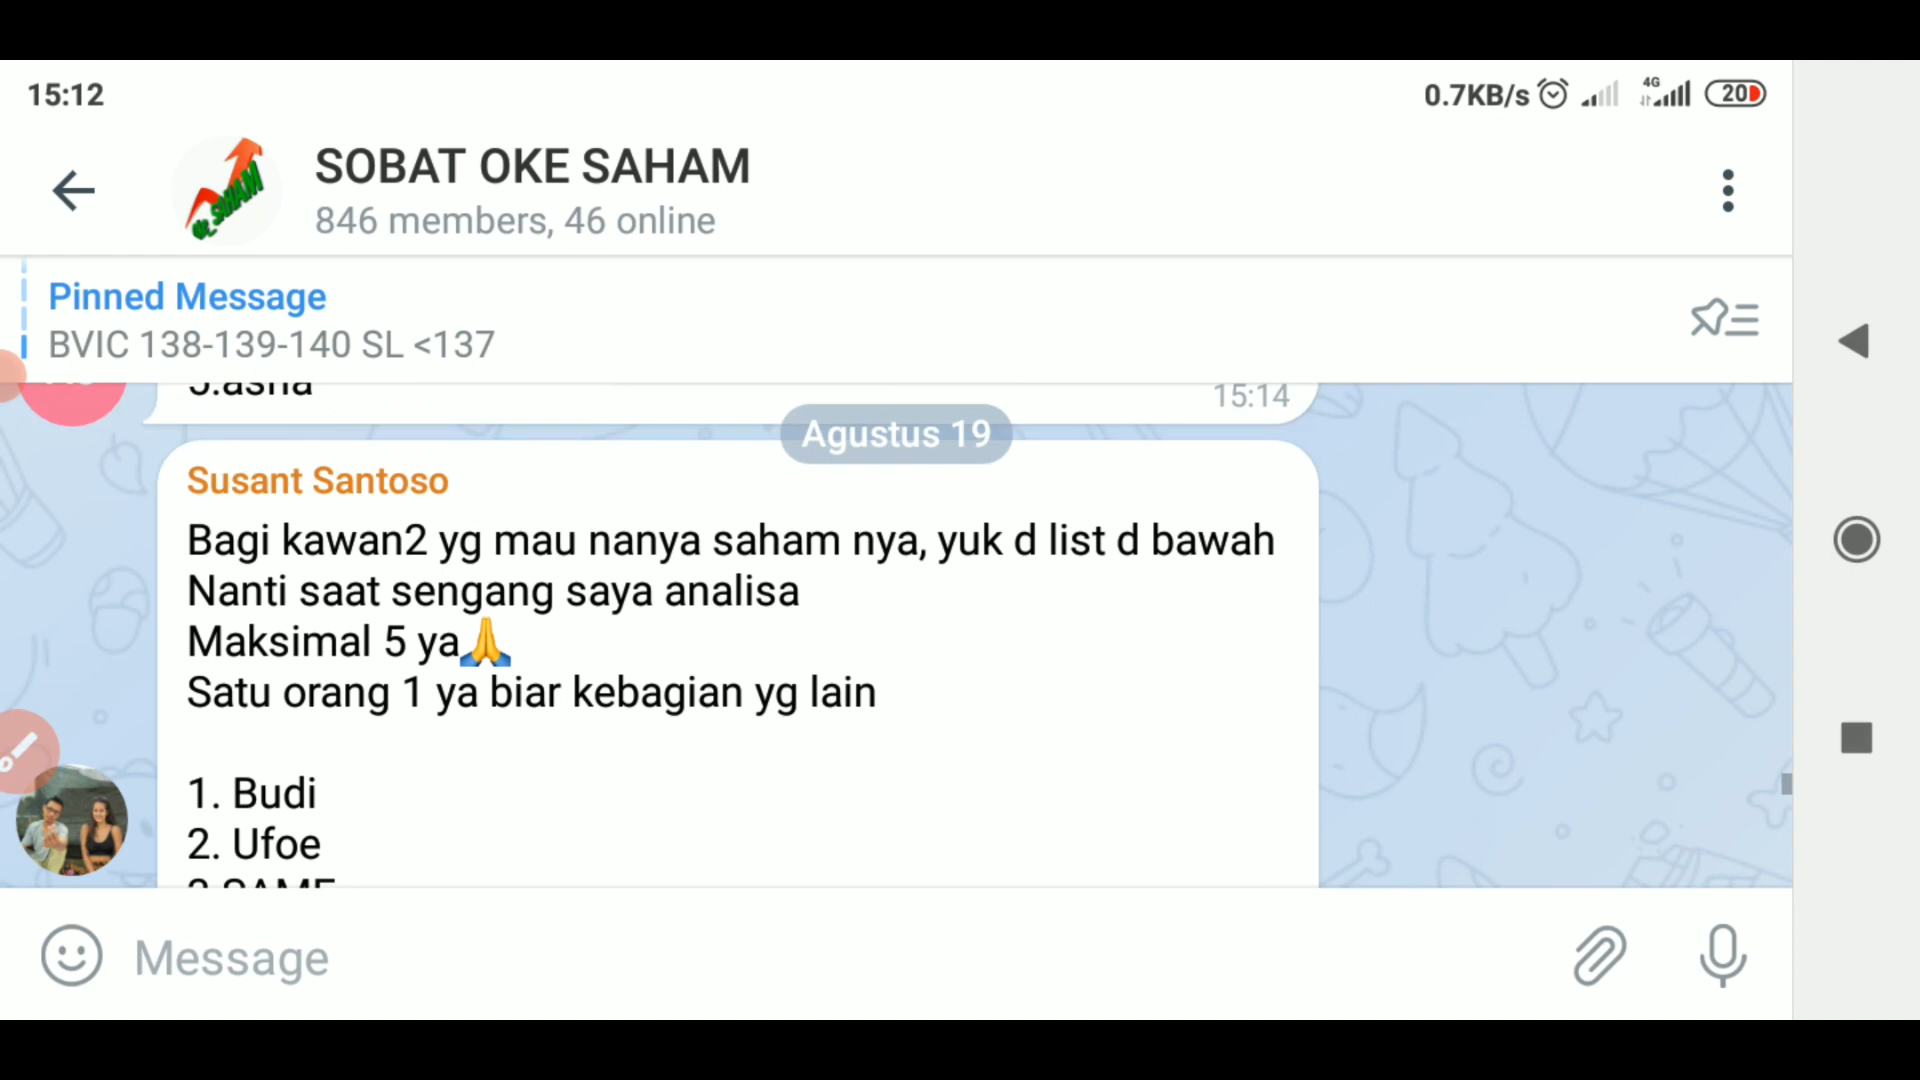 15:12
0.7KB/s
4G
20
SAHAM
SOBAT OKE SAHAM
846 members, 46 online
Pinned Message
BVIC 138-139-140 SL <137
15:14
Agustus 19
Susant Santoso
Bagi kawan2 yg mau nanya saham nya, yuk d list d bawah
Nanti saat sengang saya analisa
Maksimal 5 ya🙏
Satu orang 1 ya biar kebagian yg lain
1. Budi
2. Ufoe
Message